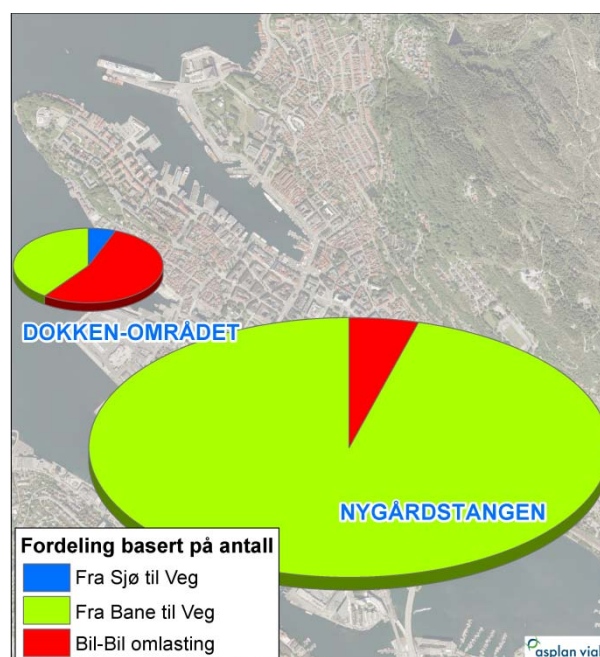 DOKKEN-OMRÅDET
NYGÅRDSTANGEN
Fordeling basert på antall
Fra Sjø til Veg
Fra Bane til Veg
Bil-Bil omlasting
asplan viak